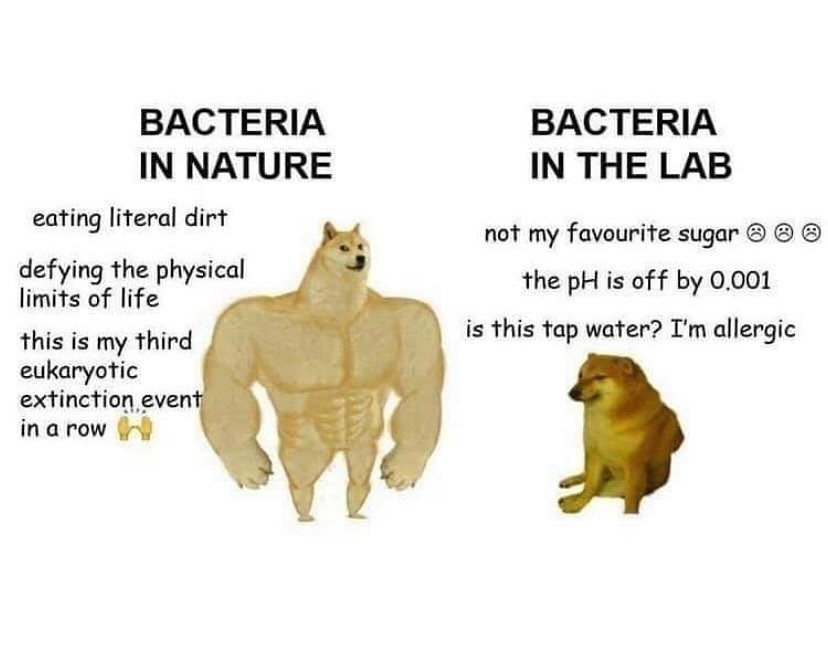 BACTERIA
IN NATURE
eating literal dirt
defying the physical
limits of life
this is my third
eukaryotic
extinction event
in a row 🙌
BACTERIA
IN THE LAB
not my favourite sugar ☹ ☹ ☹
the pH is off by 0,001
is this tap water? I'm allergic